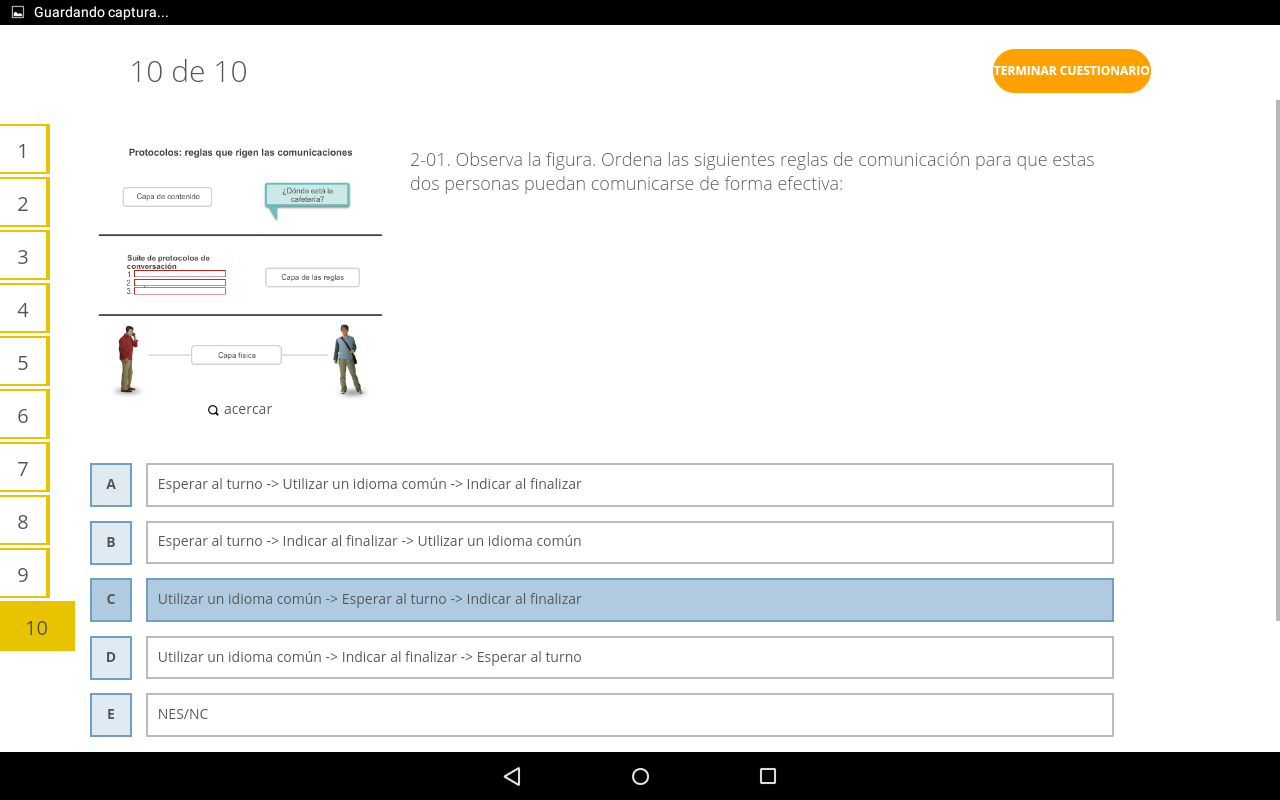 Guardando captura...
10 de 10
TERMINAR CUESTIONARIO
1
2
3
4
5
6
7
8
9
10
Protocolos: reglas que rigen las comunicaciones
Capa de contenido
¿Dónde está la
cafetería?
Suite de protocolos de
conversación
1.
2.
3.
Capa de las reglas
Capa física
acercar
2-01. Observa la figura. Ordena las siguientes reglas de comunicación para que estas
dos personas puedan comunicarse de forma efectiva:
A Esperar al turno -> Utilizar un idioma común -> Indicar al finalizar
B Esperar al turno -> Indicar al finalizar -> Utilizar un idioma común
C Utilizar un idioma común -> Esperar al turno -> Indicar al finalizar
D Utilizar un idioma común -> Indicar al finalizar -> Esperar al turno
E NES/NC